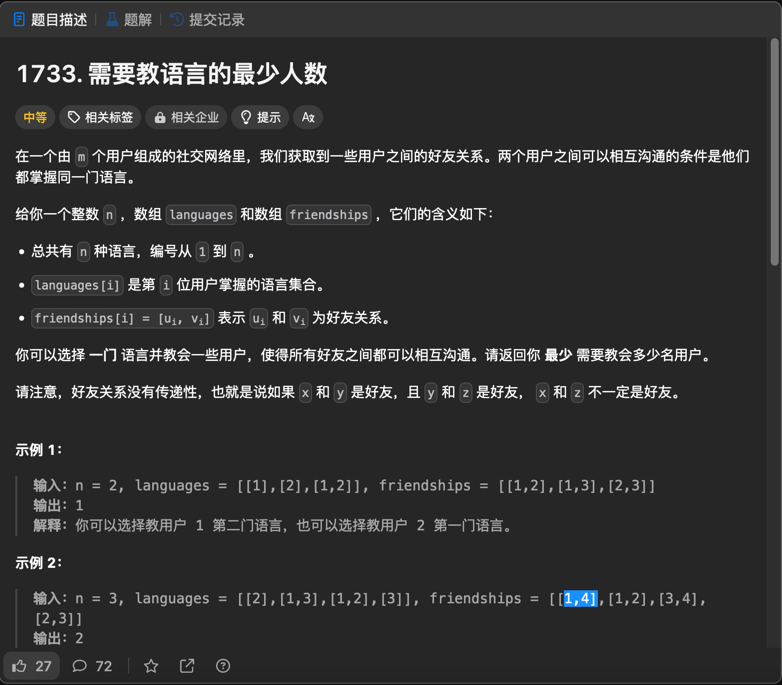 题目描述 题解 提交记录
1733. 需要教语言的最少人数
中等 相关标签 相关企业 提示 Ax
在一个由 m 个用户组成的社交网络里，我们获取到一些用户之间的好友关系。两个用户之间可以相互沟通的条件是他们
都掌握同一门语言。
给你一个整数 n ，数组 languages 和数组 friendships ，它们的含义如下：
• 总共有 n 种语言，编号从 1 到 n 。
• languages[i] 是第 i 位用户掌握的语言集合。
• friendships[i] = [ui, vi] 表示 ui 和 vi 为好友关系。
你可以选择 一门 语言并教会一些用户，使得所有好友之间都可以相互沟通。请返回你 最少 需要教会多少名用户。
请注意，好友关系没有传递性，也就是说如果 x 和 y 是好友，且 y 和 z 是好友， x 和 z 不一定是好友。
示例 1：
输入：n = 2, languages = [[1],[2],[1,2]], friendships = [[1,2],[1,3],[2,3]]
输出：1
解释：你可以选择教用户 1 第二门语言，也可以选择教用户 2 第一门语言。
示例 2：
输入：n = 3, languages = [[2],[1,3],[1,2],[3]], friendships = [[1,4],[1,2],[3,4],
[2,3]]
输出：2
27 72